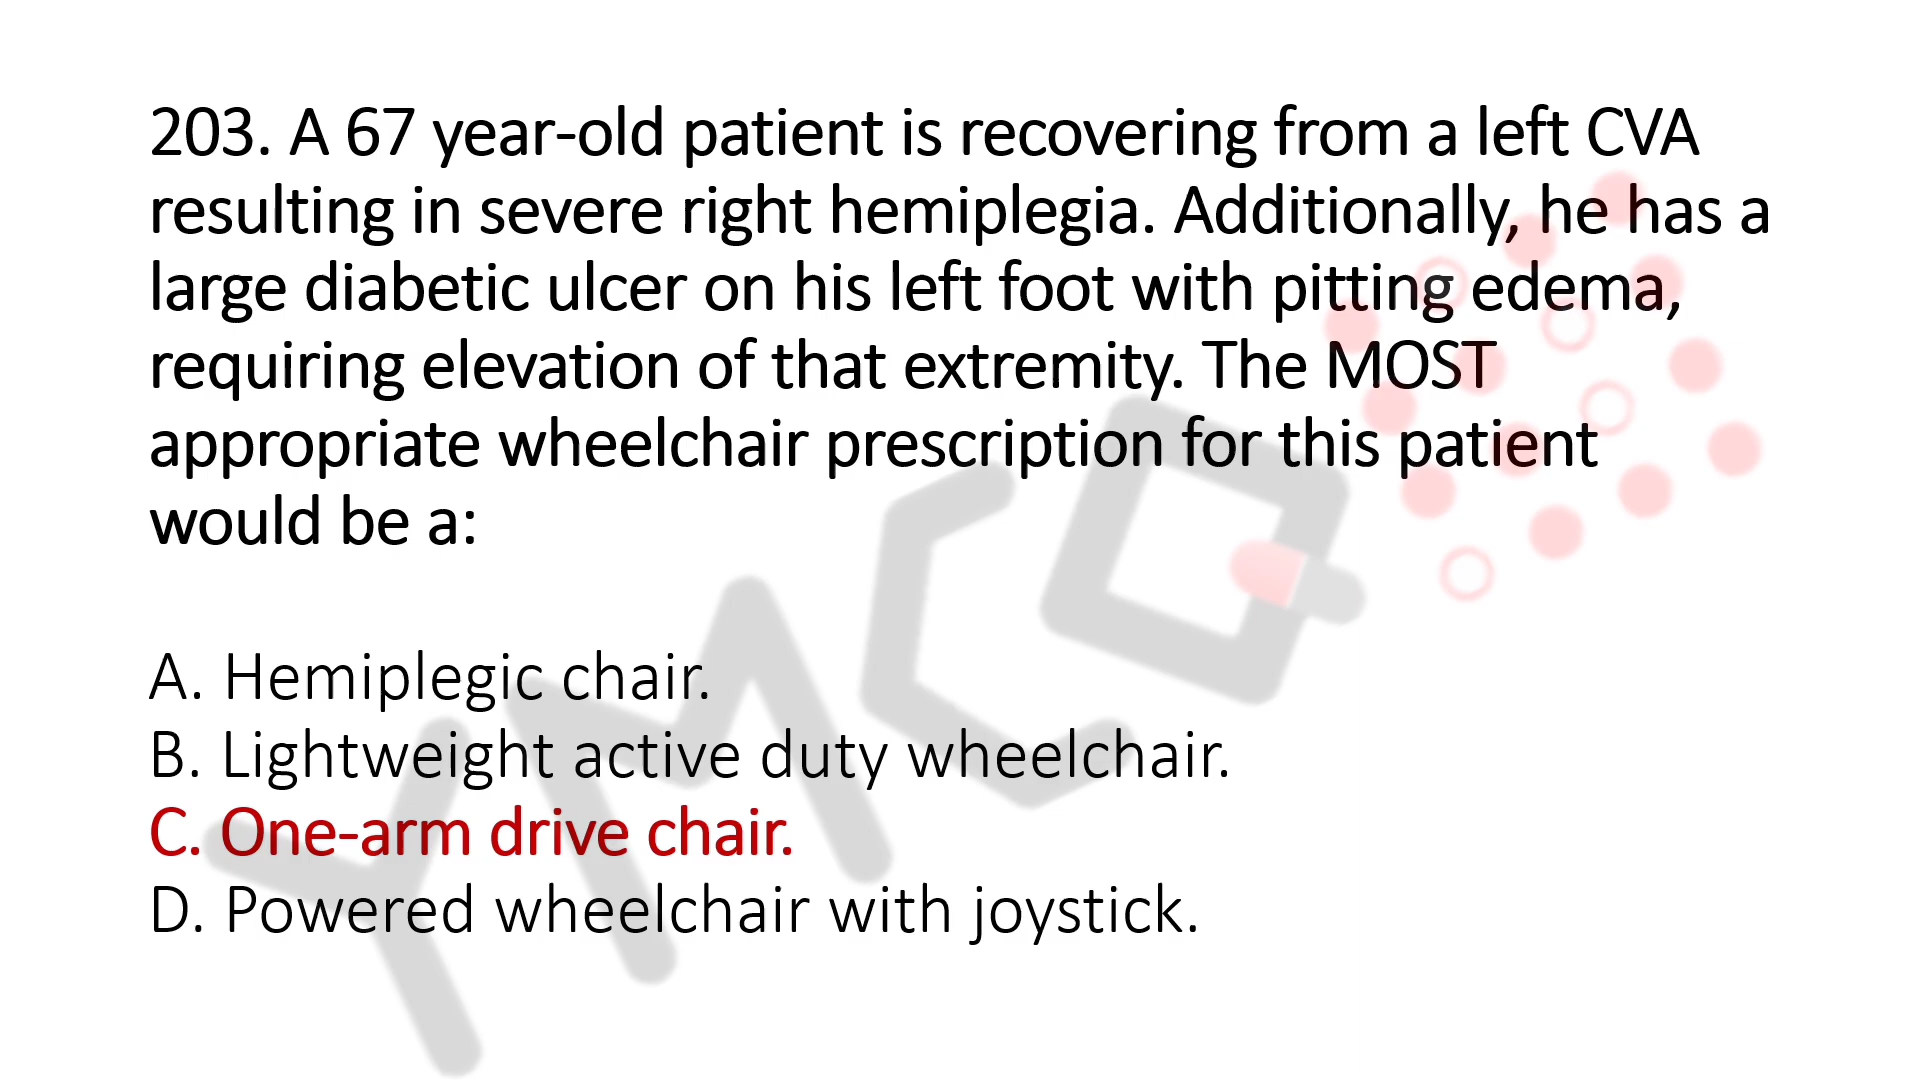 203. A 67 year-old patient is recovering from a left CVA
resulting in severe right hemiplegia. Additionally, he has a
large diabetic ulcer on his left foot with pitting edema,
requiring elevation of that extremity. The MOST
appropriate wheelchair prescription for this patient
would be a:
A. Hemiplegic chair.
B. Lightweight active duty wheelchair.
C. One-arm drive chair.
D. Powered wheelchair with joystick.
YMCQ